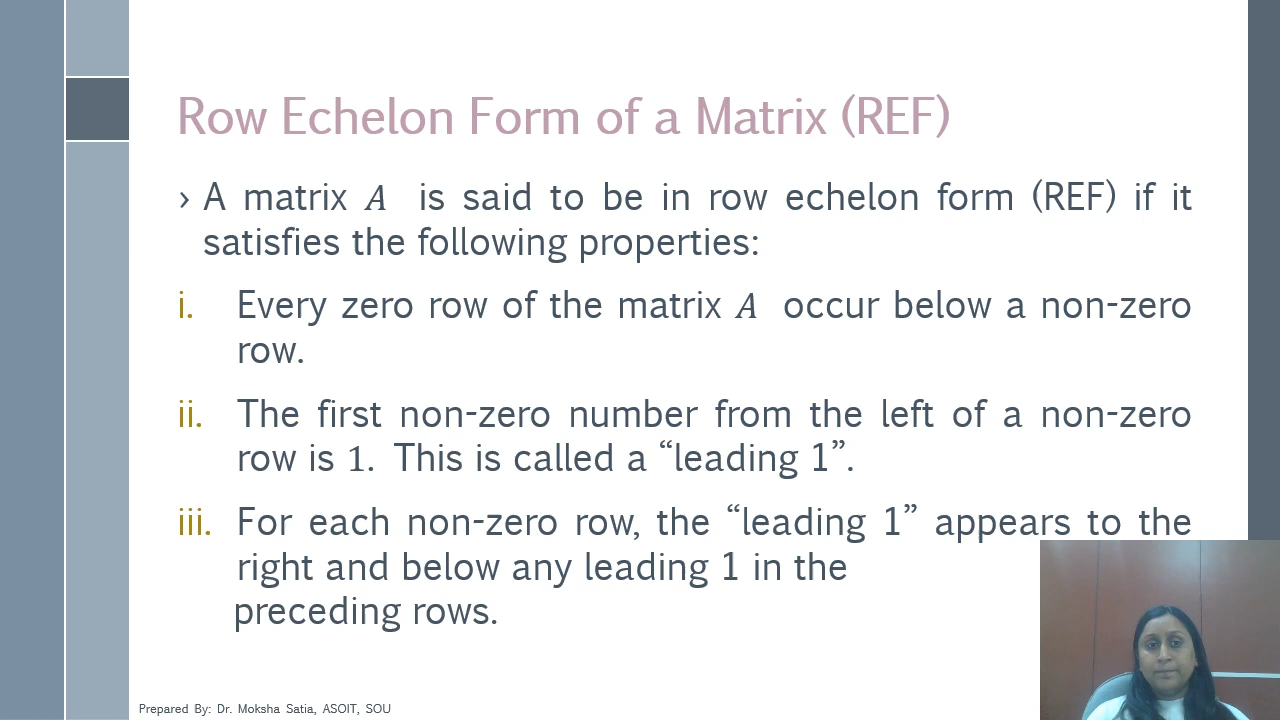 Row Echelon Form of a Matrix (REF)
› A matrix A is said to be in row echelon form (REF) if it
satisfies the following properties:
i. Every zero row of the matrix A occur below a non-zero
row.
ii. The first non-zero number from the left of a non-zero
row is 1. This is called a “leading 1”.
iii. For each non-zero row, the “leading 1” appears to the
right and below any leading 1 in the
preceding rows.
Prepared By: Dr. Moksha Satia, ASOIT, SOU